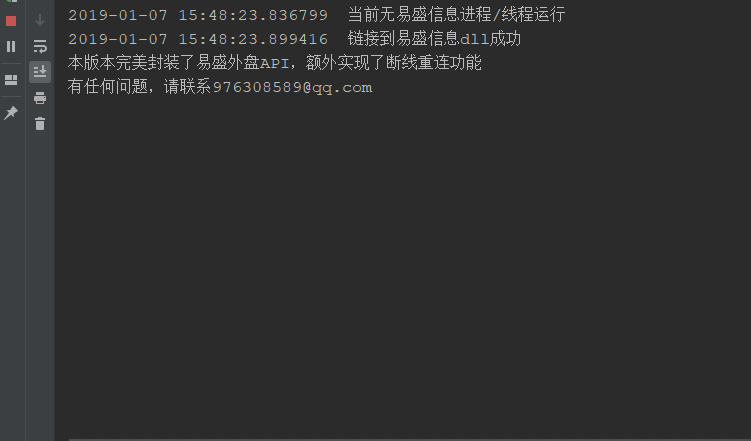 2019-01-07 15:48:23.836799  当前无易盛信息进程/线程运行
2019-01-07 15:48:23.899416  链接到易盛信息dll成功
本版本完美封装了易盛外盘API，额外实现了断线重连功能
有任何问题，请联系976308589@qq.com